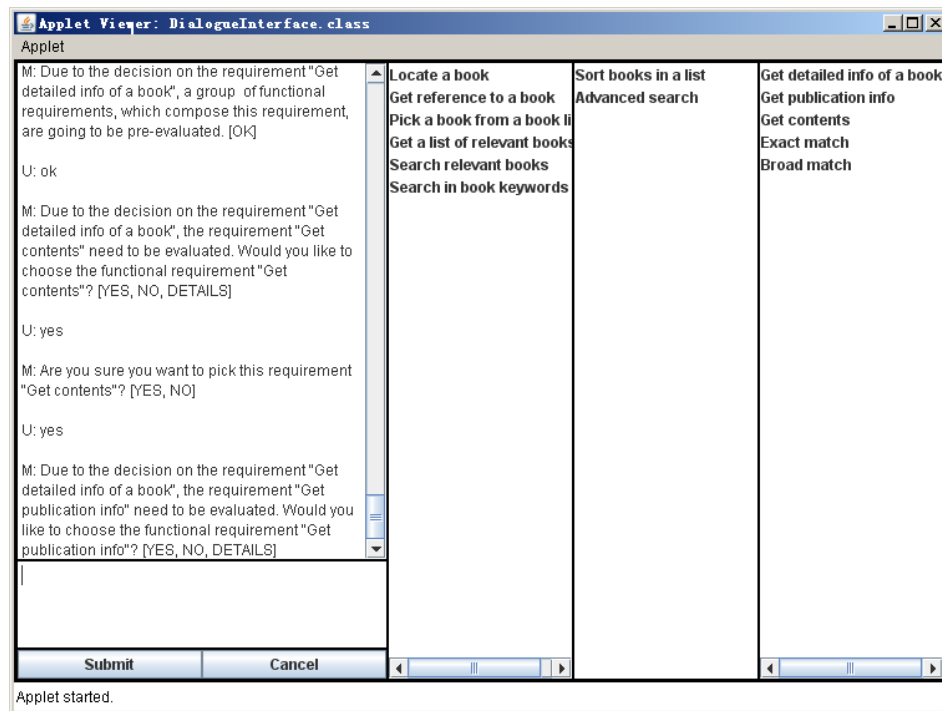 Applet Viewer: DialogueInterface.class
Applet
M: Due to the decision on the requirement "Get
detailed info of a book", a group of functional
requirements, which compose this requirement,
are going to be pre-evaluated. [OK]
U: ok
M: Due to the decision on the requirement "Get
detailed info of a book", the requirement "Get
contents" need to be evaluated. Would you like to
choose the functional requirement "Get
contents"? [YES, NO, DETAILS]
U: yes
M: Are you sure you want to pick this requirement
"Get contents"? [YES, NO]
U: yes
M: Due to the decision on the requirement "Get
detailed info of a book", the requirement "Get
publication info" need to be evaluated. Would you
like to choose the functional requirement "Get
publication info"? [YES, NO, DETAILS]
Submit
Cancel
Locate a book
Get reference to a book
Pick a book from a book li
Get a list of relevant books
Search relevant books
Search in book keywords
Sort books in a list
Advanced search
Get detailed info of a book
Get publication info
Get contents
Exact match
Broad match
Applet started.